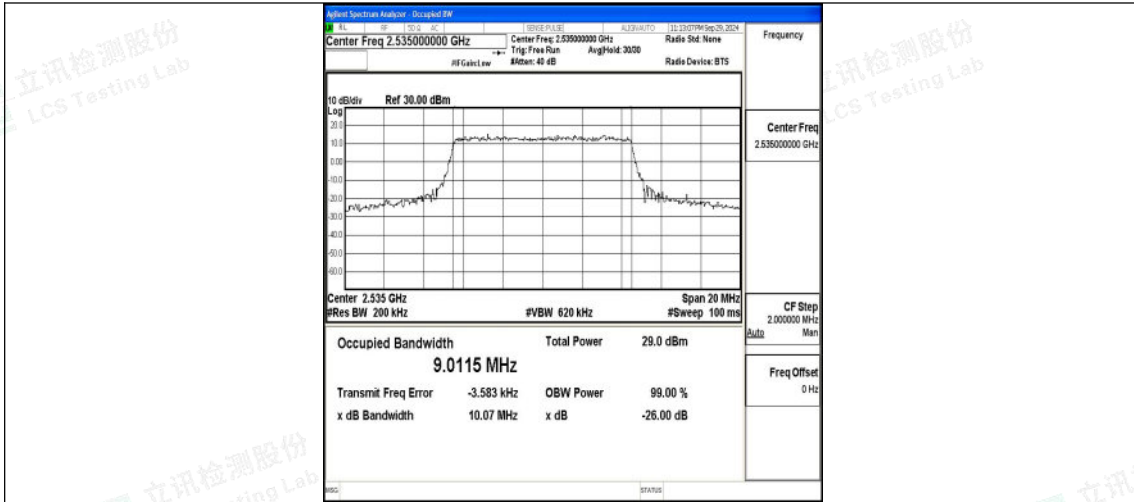 Agilent Spectrum Analyzer - Occupied BW
RL RF 50 Ω AC SENSE:PULSE ALIGNAUTO 11:13:07 PM Sep 29, 2024
Center Freq 2.535000000 GHz
Center Freq: 2.535000000 GHz
Radio Std: None
Trig: Free Run Avg|Hold: 30/30
#IFGain:Low #Atten: 40 dB Radio Device: BTS
10 dB/div Ref 30.00 dBm
Log
20.0
10.0
0.00
-10.0
-20.0
-30.0
-40.0
-50.0
-60.0
Center 2.535 GHz Span 20 MHz
#Res BW 200 kHz #VBW 620 kHz #Sweep 100 ms
Occupied Bandwidth Total Power 29.0 dBm
9.0115 MHz
Transmit Freq Error -3.583 kHz OBW Power 99.00 %
x dB Bandwidth 10.07 MHz x dB -26.00 dB
MSG STATUS
Frequency
Center Freq
2.535000000 GHz
CF Step
2.000000 MHz
Auto Man
Freq Offset
0 Hz
立讯检测股份
LCS Testing Lab
立讯检测股份
LCS Testing Lab
立讯检测股份
ting Lab
立讯